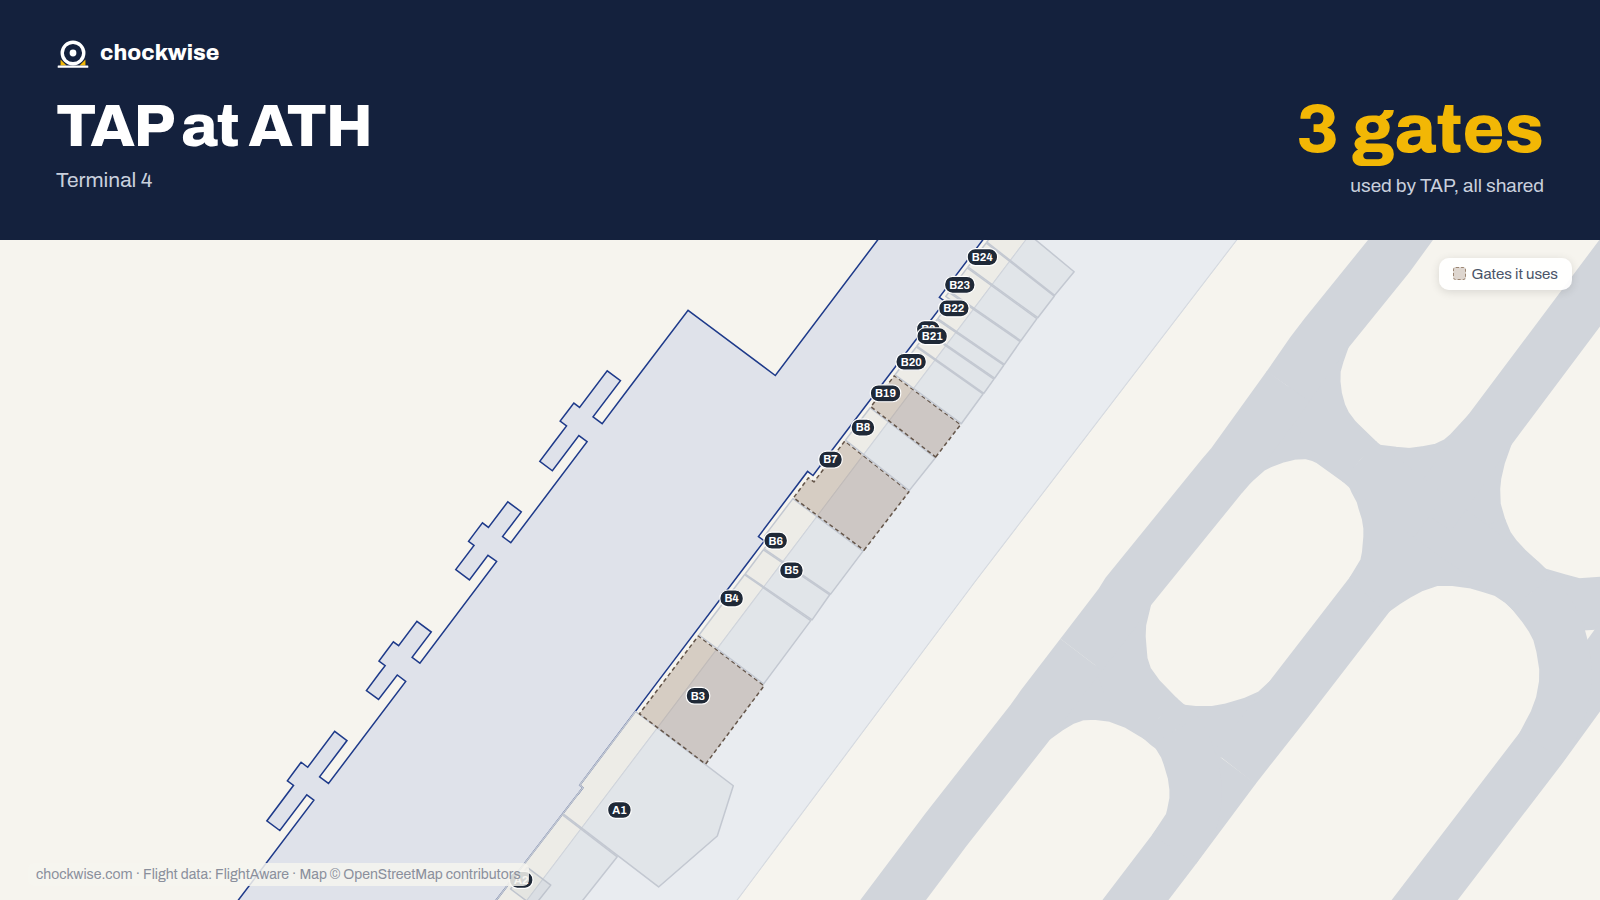 chockwise
TAP at ATH
Terminal 4
3 gates
used by TAP, all shared
Gates it uses
B24
B23
B22
B21
B20
B19
B8
B7
B6
B5
B4
B3
A1
chockwise.com · Flight data: FlightAware · Map © OpenStreetMap contributors